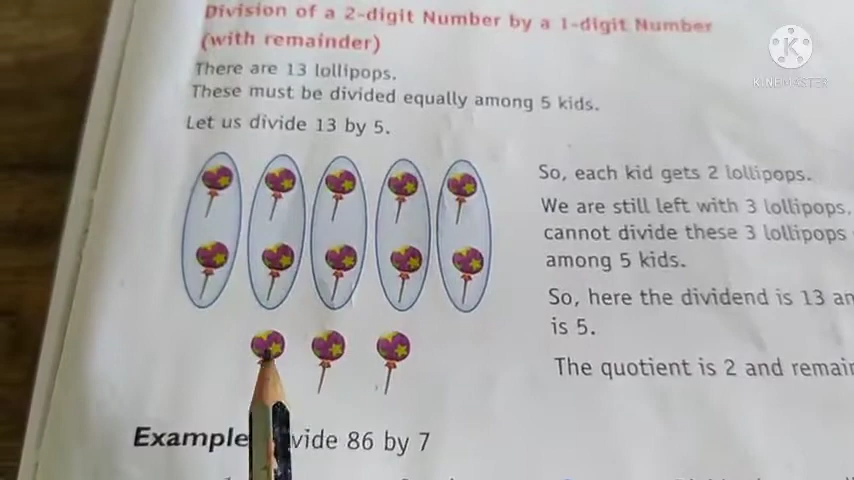 Division of a 2-digit Number by a 1-digit Number
(with remainder)
There are 13 lollipops.
These must be divided equally among 5 kids.
Let us divide 13 by 5.
So, each kid gets 2 lollipops.
We are still left with 3 lollipops.
cannot divide these 3 lollipops
among 5 kids.
So, here the dividend is 13
is 5.
The quotient is 2 and
Example
86 by 7
K
KINEMASTER